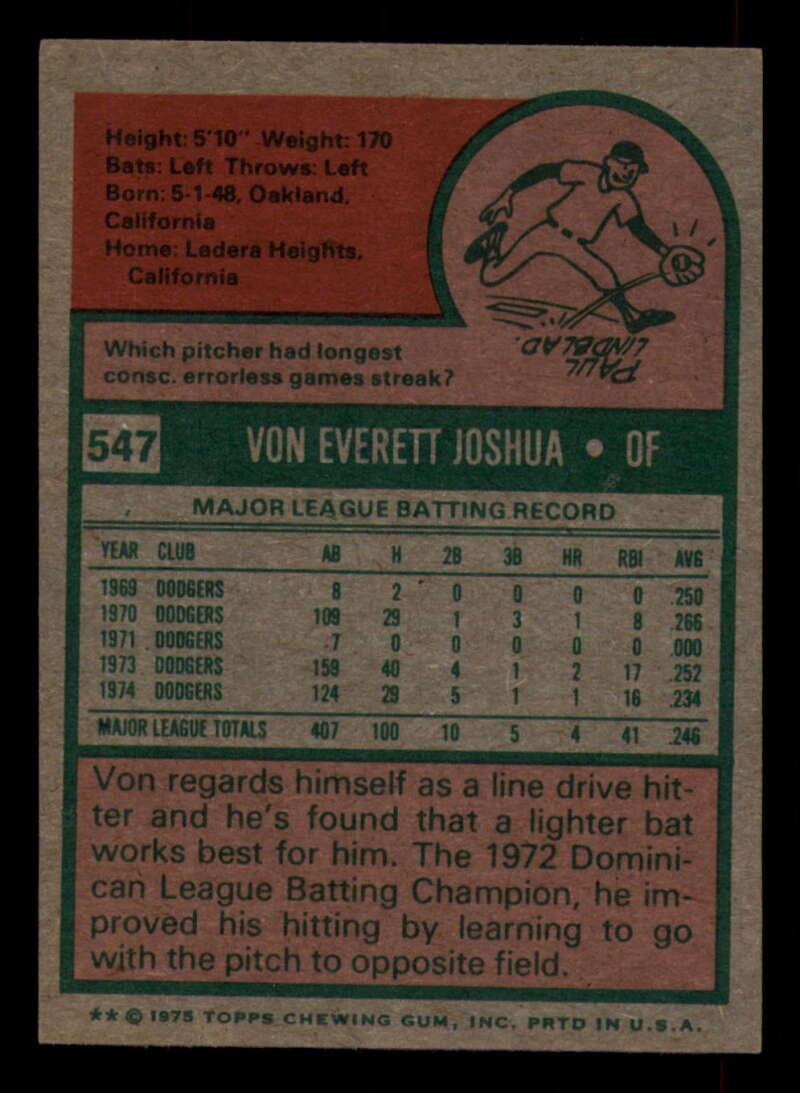 Height: 5'10" Weight: 170
Bats: Left Throws: Left
Born: 5-1-48, Oakland,
California
Home: Ladera Heights,
California
Which pitcher had longest
consc. errorless games streak?
PAUL
LINDBLAD.
547 VON EVERETT JOSHUA • OF
MAJOR LEAGUE BATTING RECORD
YEAR CLUB AB H 2B 3B HR RBI AVG
1969 DODGERS 8 2 0 0 0 0 .250
1970 DODGERS 109 29 1 3 1 8 .266
1971 DODGERS 7 0 0 0 0 0 .000
1973 DODGERS 159 40 4 1 2 17 .252
1974 DODGERS 124 29 5 1 1 16 .234
MAJOR LEAGUE TOTALS 407 100 10 5 4 41 .246
Von regards himself as a line drive hit-
ter and he's found that a lighter bat
works best for him. The 1972 Domini-
can League Batting Champion, he im-
proved his hitting by learning to go
with the pitch to opposite field.
** © 1975 TOPPS CHEWING GUM, INC. PRTD IN U.S.A.